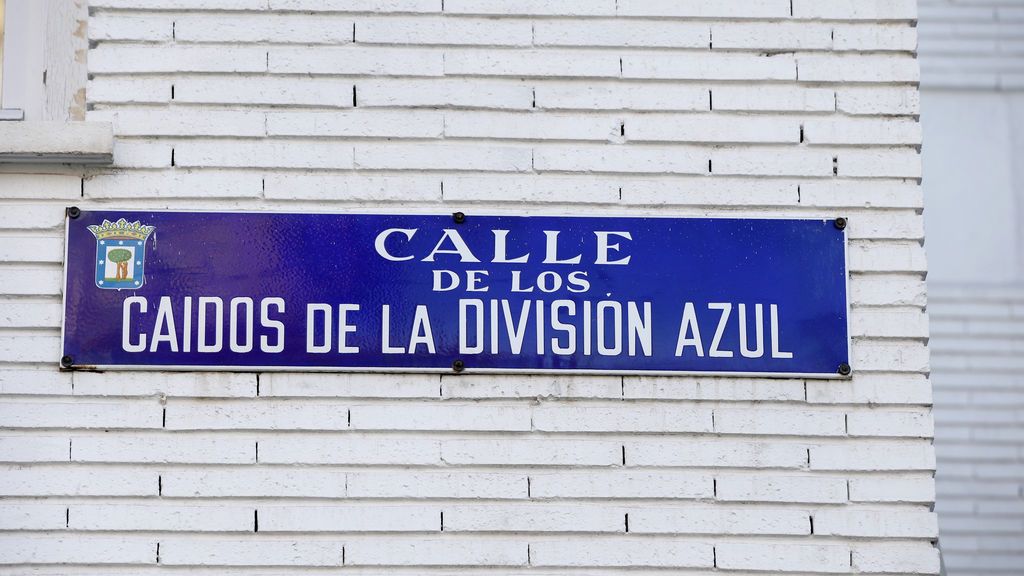 CALLE
DE LOS
CAIDOS DE LA DIVISIÓN AZUL